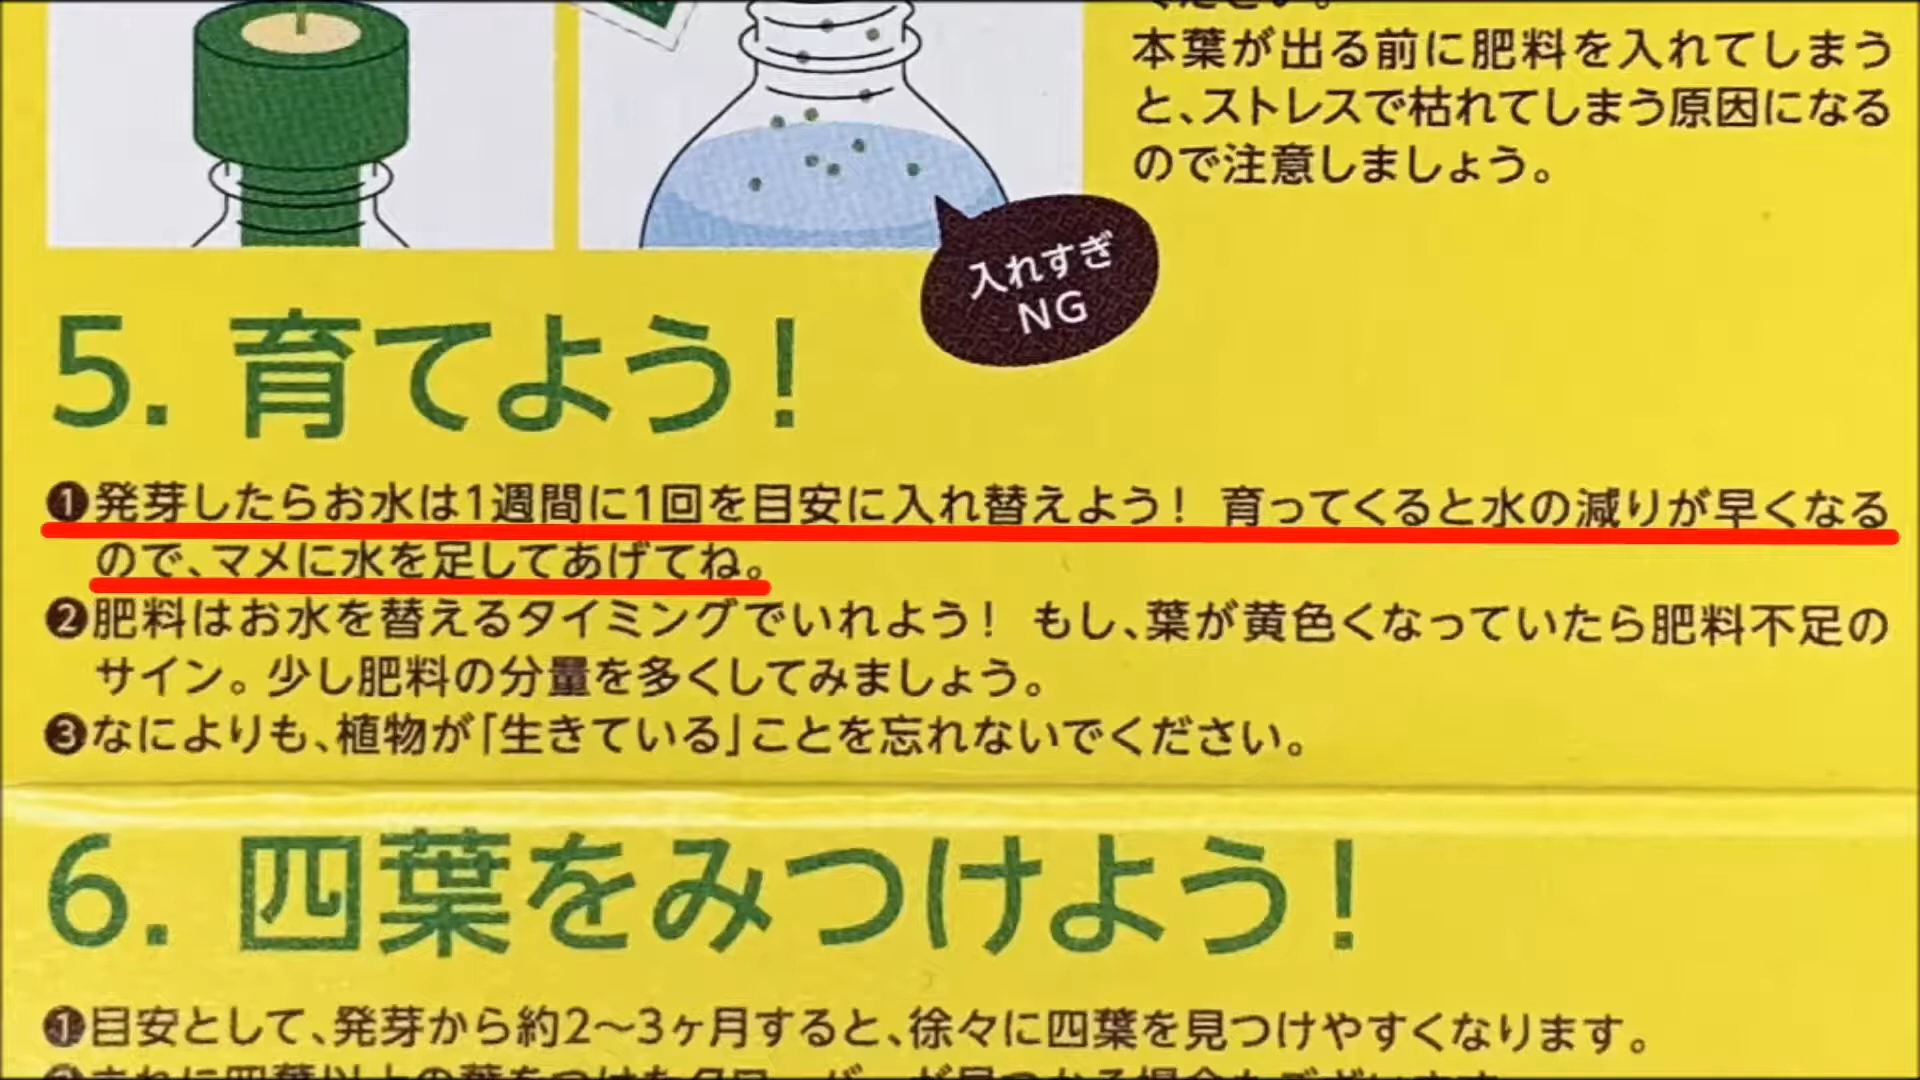 本葉が出る前に肥料を入れてしまう
と、ストレスで枯れてしまう原因になる
ので注意しましょう。
入れすぎ
NG
5. 育てよう！
❶発芽したらお水は1週間に1回を目安に入れ替えよう！ 育ってくると水の減りが早くなる
ので、マメに水を足してあげてね。
❷肥料はお水を替えるタイミングでいれよう！ もし、葉が黄色くなっていたら肥料不足の
サイン。少し肥料の分量を多くしてみましょう。
❸なによりも、植物が「生きている」ことを忘れないでください。
6. 四葉をみつけよう！
❶目安として、発芽から約2～3ヶ月すると、徐々に四葉を見つけやすくなります。